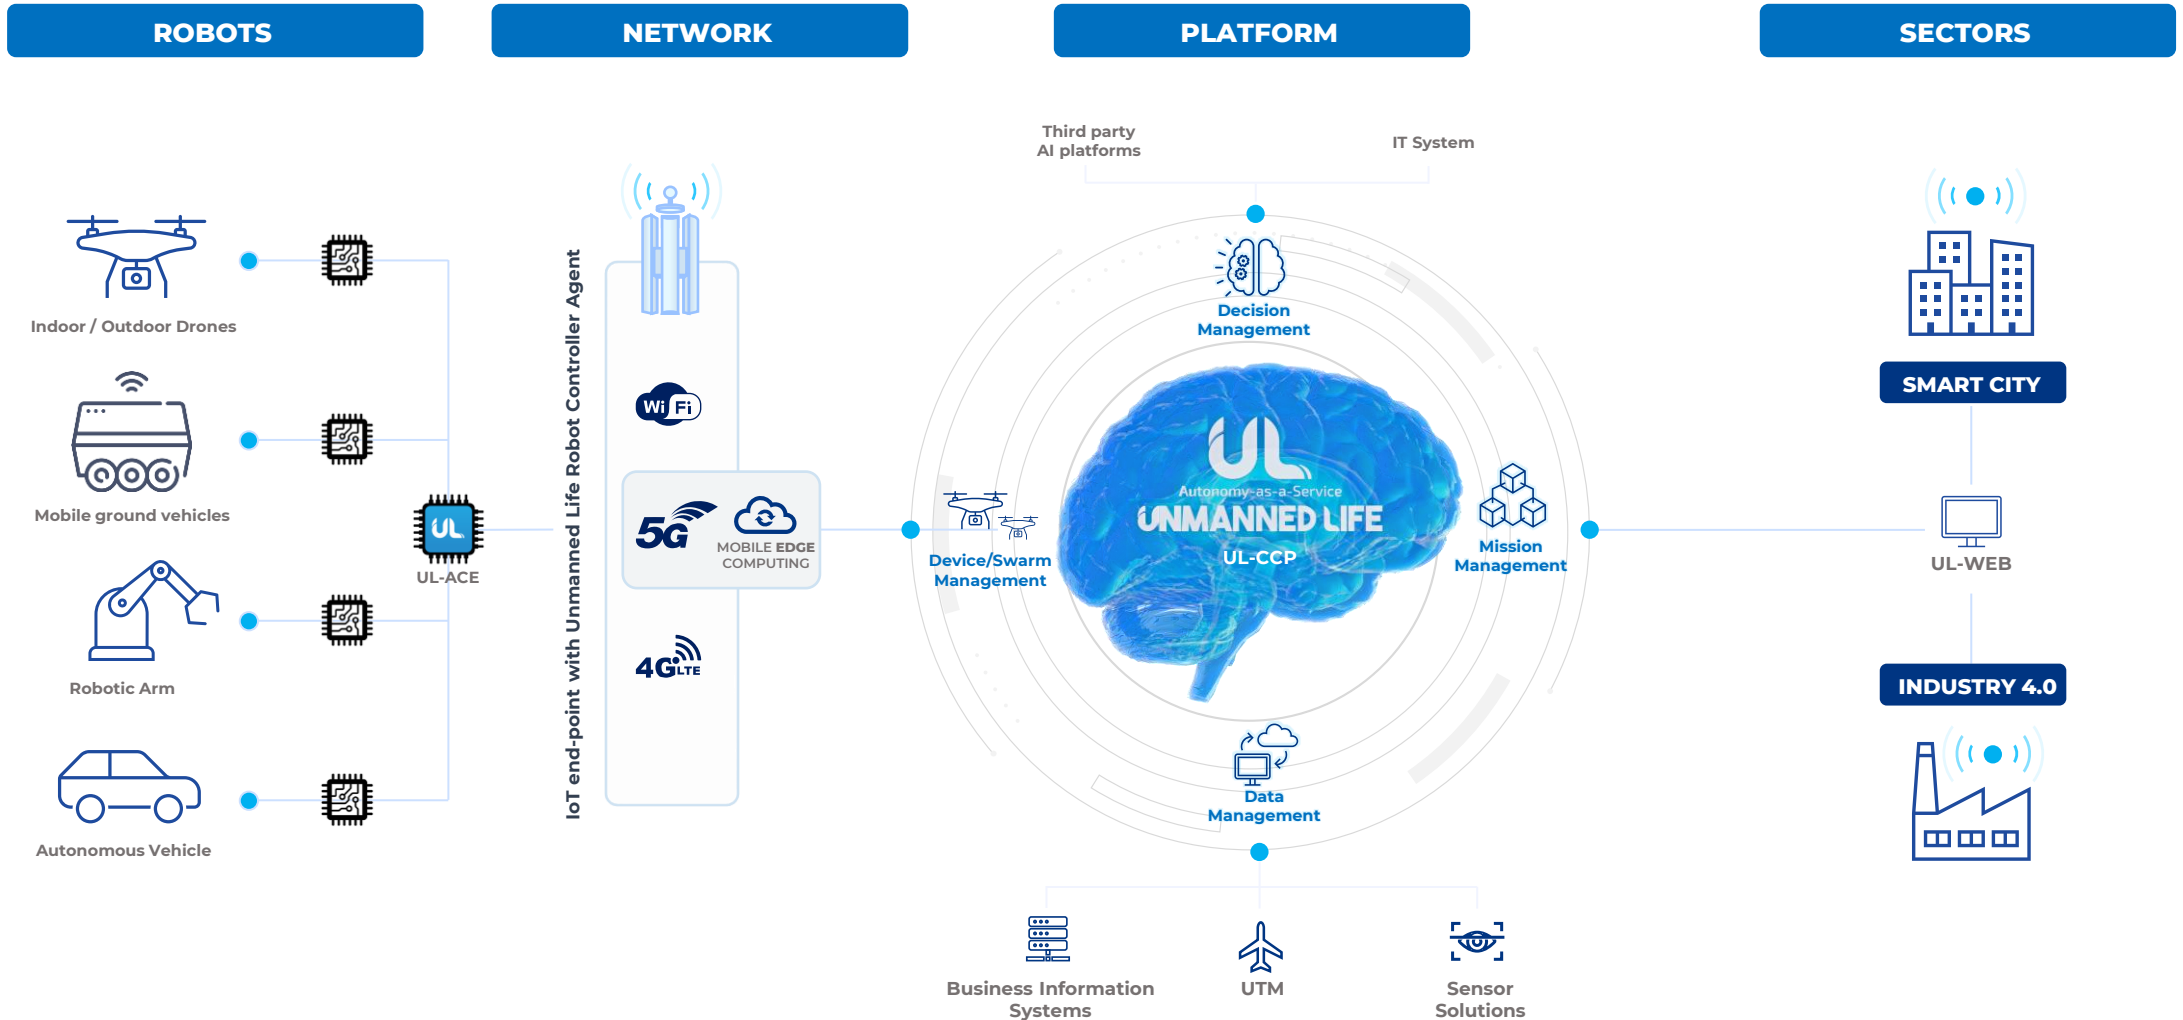 ROBOTS
NETWORK
PLATFORM
SECTORS
Indoor / Outdoor Drones
Mobile ground vehicles
Robotic Arm
Autonomous Vehicle
UL
UL-ACE
IoT end-point with Unmanned Life Robot Controller Agent
Wi Fi
5G
MOBILE EDGE
COMPUTING
4G LTE
Third party
AI platforms
IT System
Decision
Management
Device/Swarm
Management
UL
Autonomy-as-a-Service
UNMANNED LIFE
UL-CCP
Mission
Management
Data
Management
Business Information
Systems
UTM
Sensor
Solutions
SMART CITY
UL-WEB
INDUSTRY 4.0